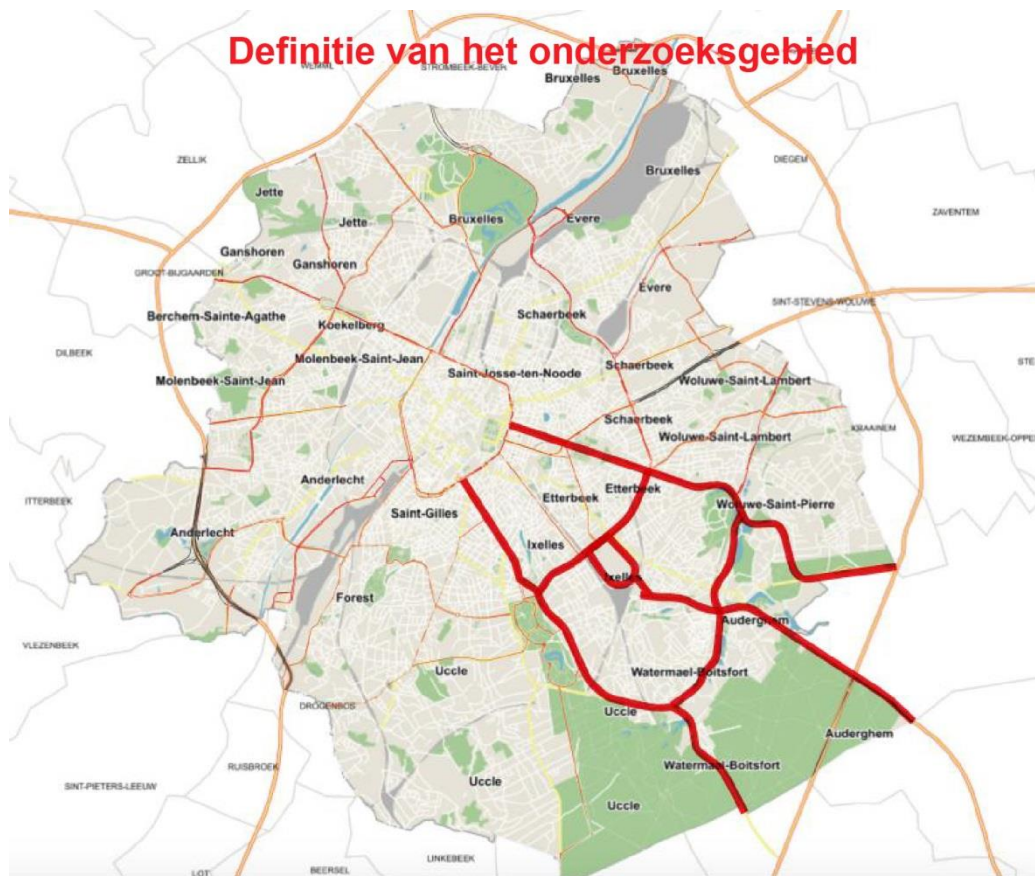 Definitie van het onderzoeksgebied
WEMMEL
STROMBEEK-BEVER
Bruxelles
Bruxelles
ZELLIK
DIEGEM
Bruxelles
Jette
Jette
Bruxelles
Evere
ZAVENTEM
Ganshoren
Ganshoren
GROOT-BIJGAARDEN
Evere
SINT-STEVENS-WOLUWE
Berchem-Sainte-Agathe
Koekelberg
Schaerbeek
DILBEEK
Molenbeek-Saint-Jean
Saint-Josse-ten-Noode
Schaerbeek
STE
Molenbeek-Saint-Jean
Woluwe-Saint-Lambert
Schaerbeek
KRAAINEM
Woluwe-Saint-Lambert
WEZEMBEEK-OPPE
Anderlecht
Etterbeek
Etterbeek
ITTERBEEK
Saint-Gilles
Woluwe-Saint-Pierre
Anderlecht
Ixelles
Ixelles
Forest
Auderghem
VLEZENBEEK
Uccle
Watermael-Boitsfort
DROGENBOS
Uccle
Auderghem
RUISBROEK
Watermael-Boitsfort
SINT-PIETERS-LEEUW
Uccle
Uccle
LINKEBEEK
LOT
BEERSEL